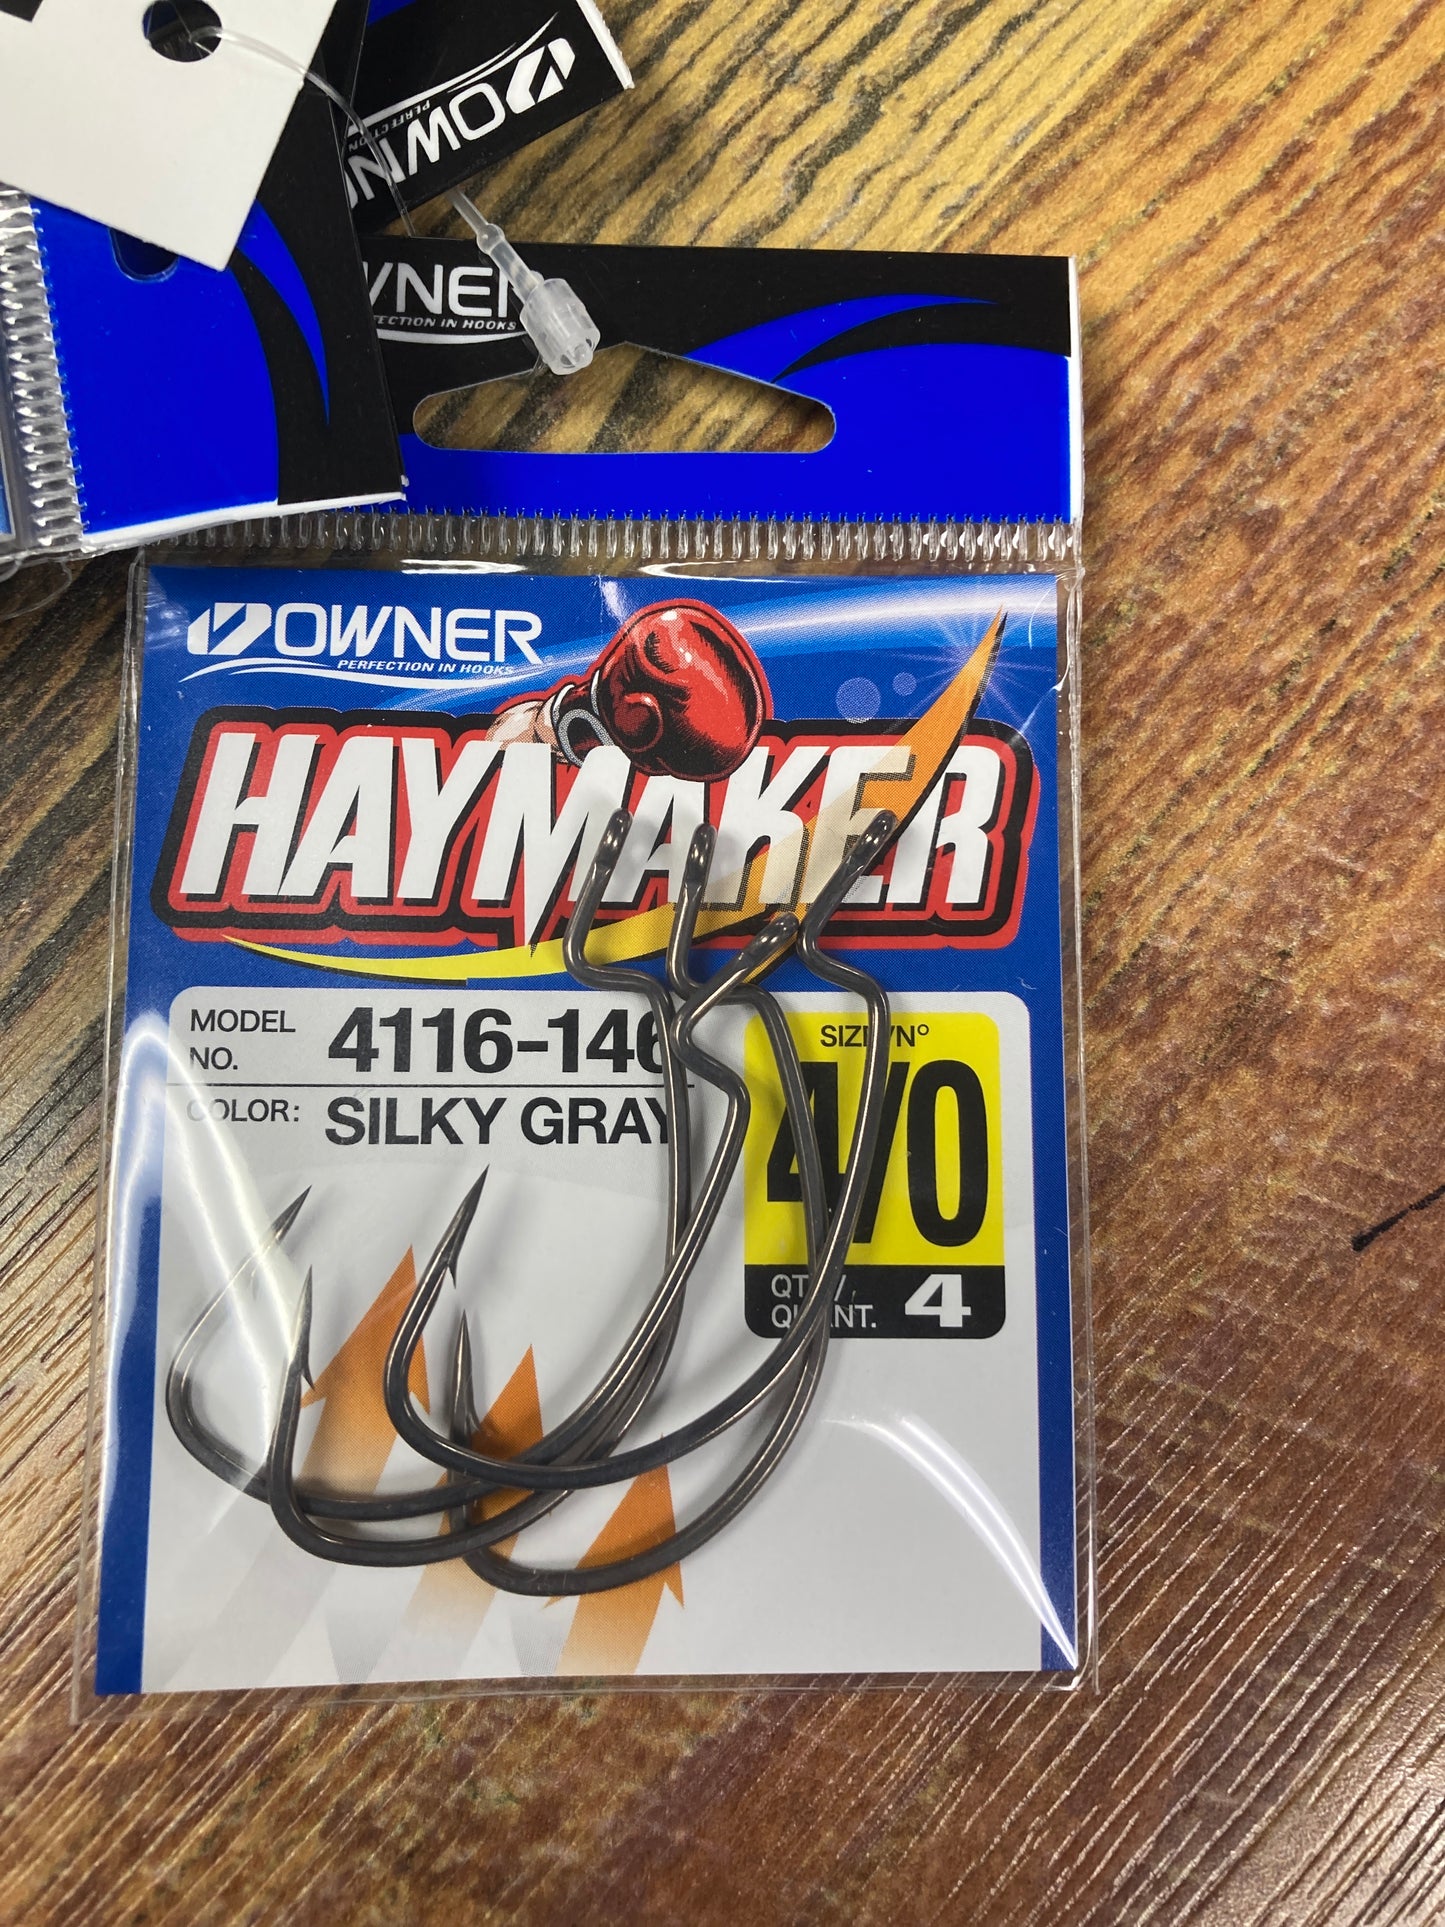 OWNER
PERFECTION IN HOOKS
OWNER
PERFECTION IN HOOKS
HAYMAKER
MODEL NO. 4116-146
COLOR: SILKY GRAY
SIZE/N°
4/0
QTY./
QUANT. 4